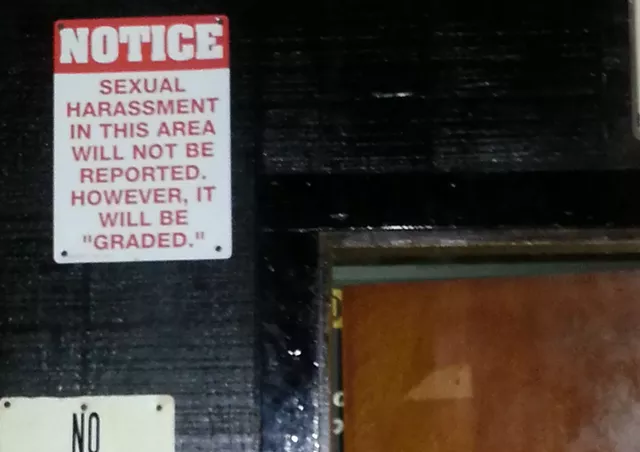 NOTICE
SEXUAL
HARASSMENT
IN THIS AREA
WILL NOT BE
REPORTED.
HOWEVER, IT
WILL BE
"GRADED."
NO